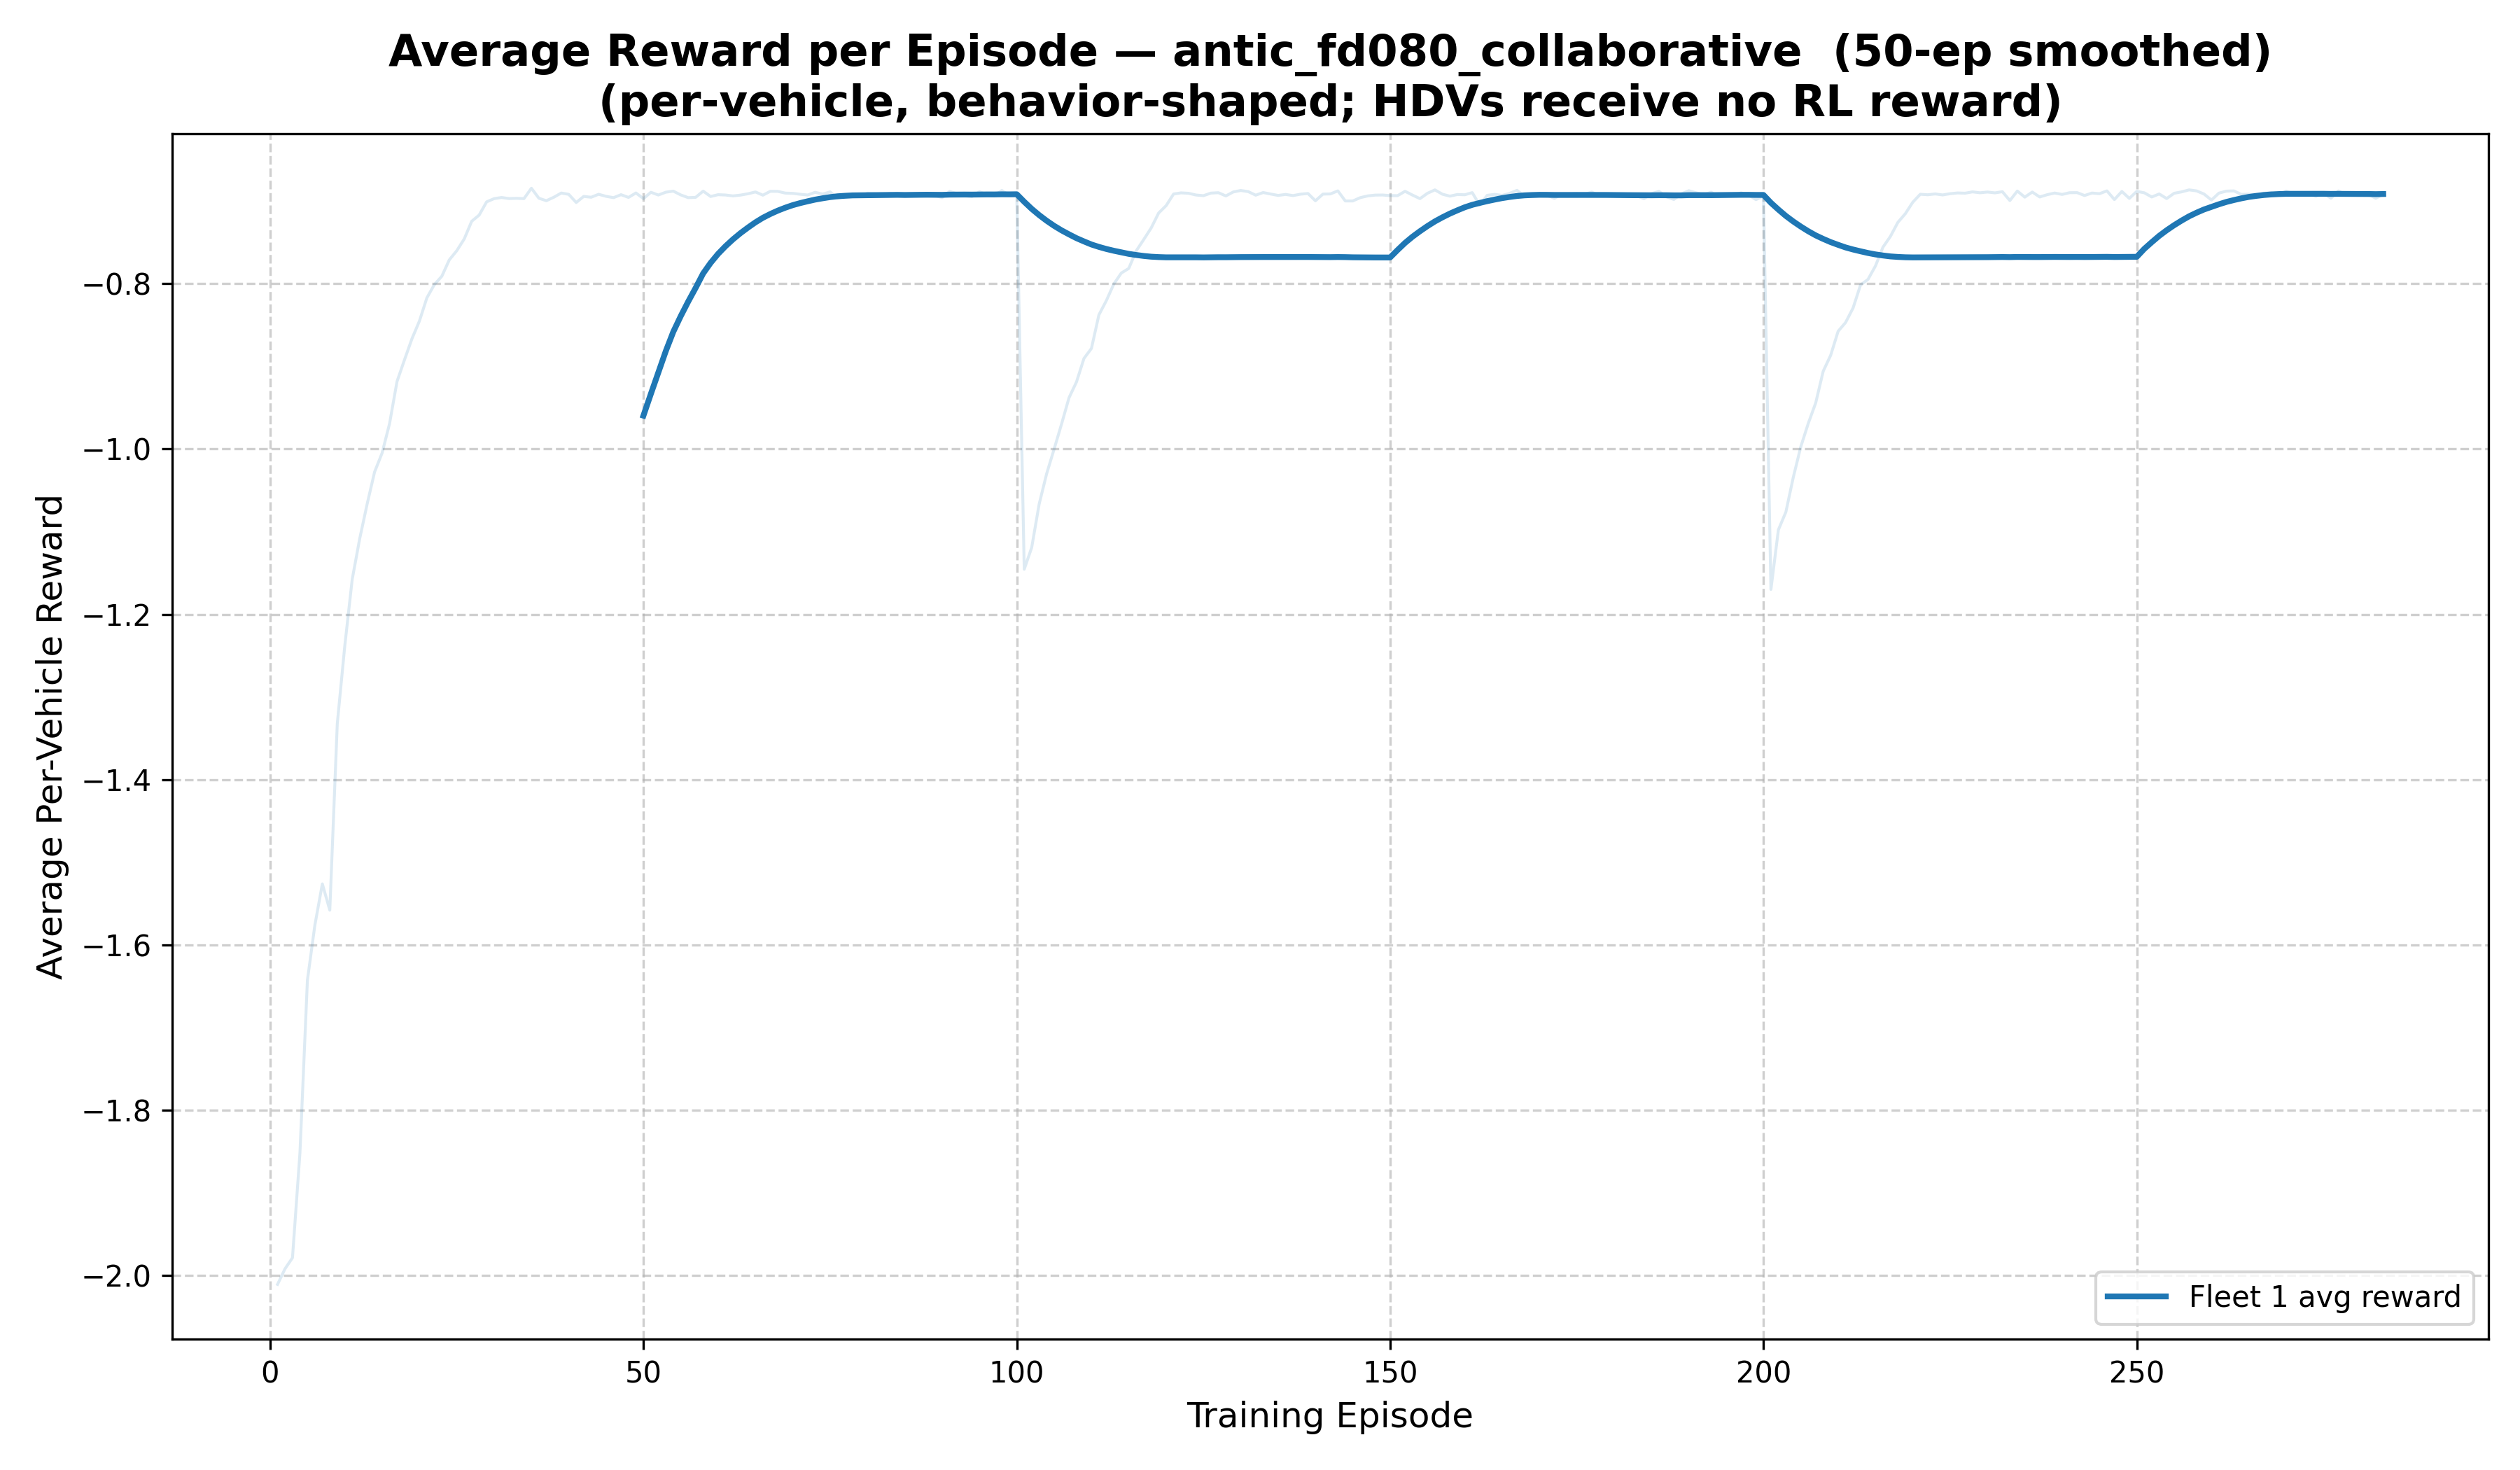 Average Reward per Episode — antic_fd080_collaborative  (50-ep smoothed)
(per-vehicle, behavior-shaped; HDVs receive no RL reward)
Average Per-Vehicle Reward
−0.8
−1.0
−1.2
−1.4
−1.6
−1.8
−2.0
Fleet 1 avg reward
0 50 100 150 200 250
Training Episode